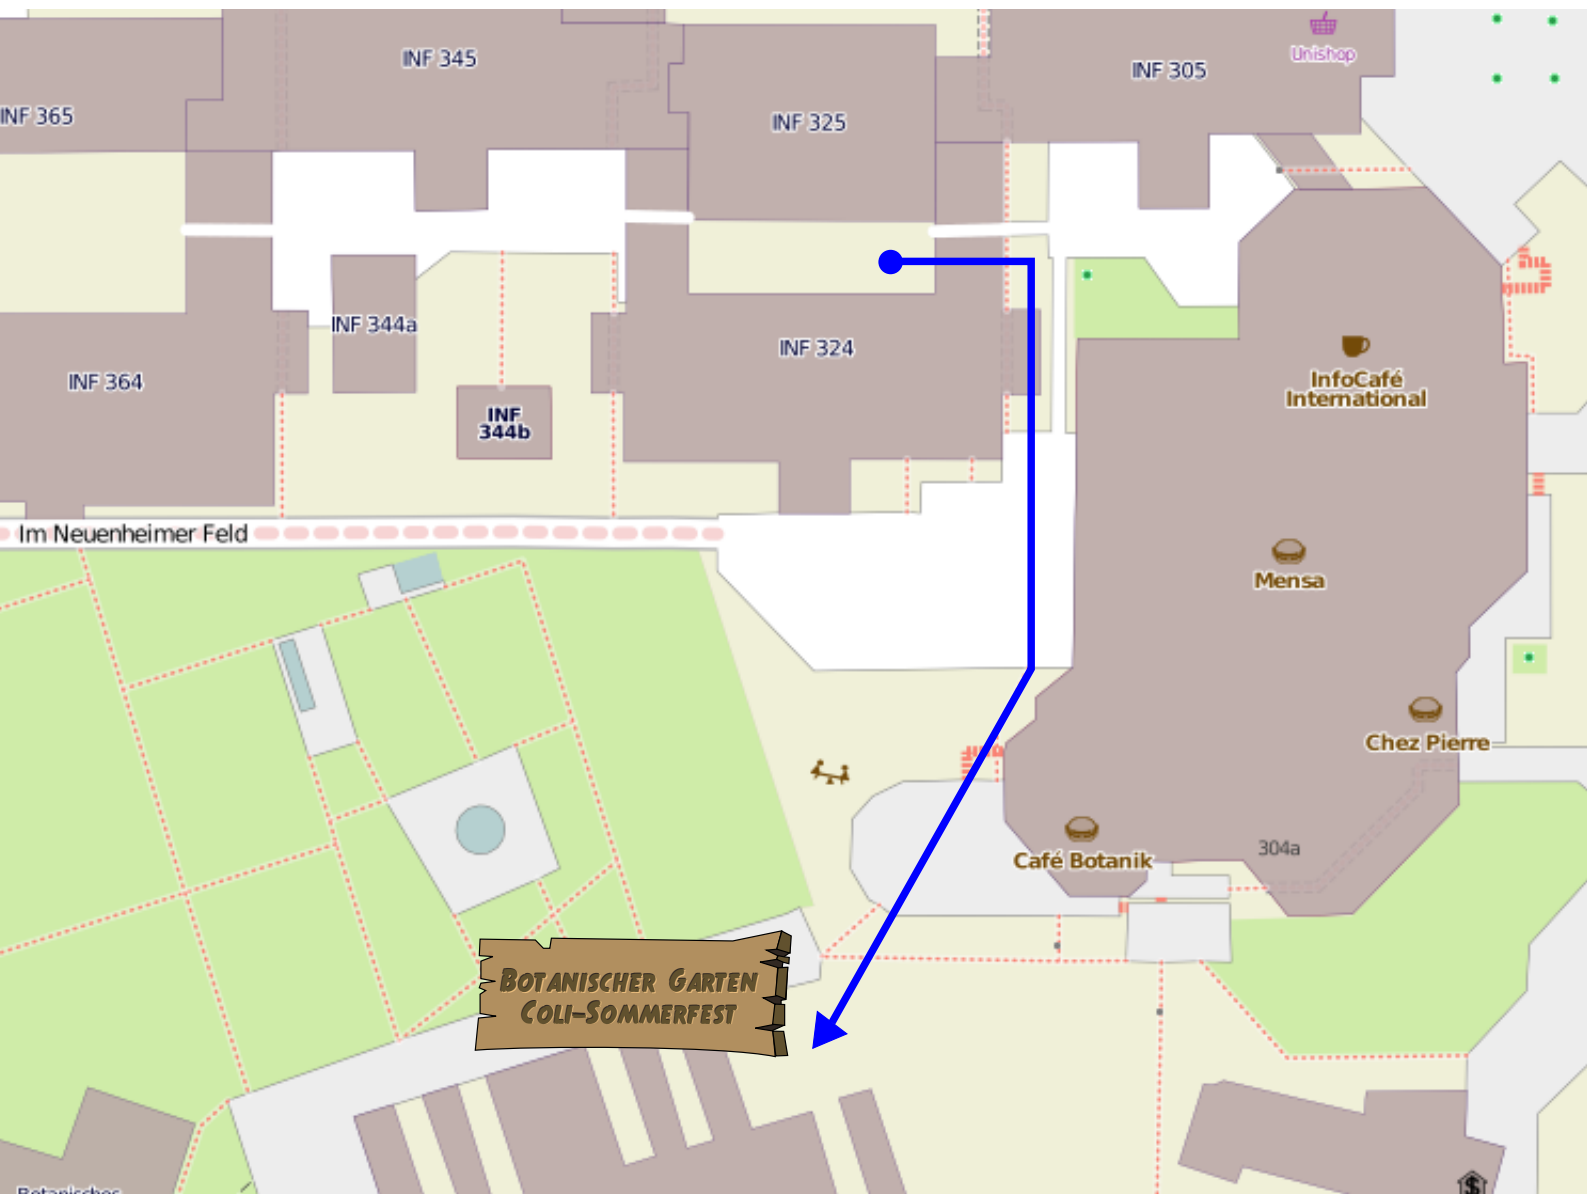 INF 345
Unishop
INF 305
INF 365
INF 325
INF 344a
INF 324
INF 364
InfoCafé
International
INF
344b
Im Neuenheimer Feld
Mensa
Chez Pierre
304a
Café Botanik
Botanischer Garten
Coli-Sommerfest
Botanisches